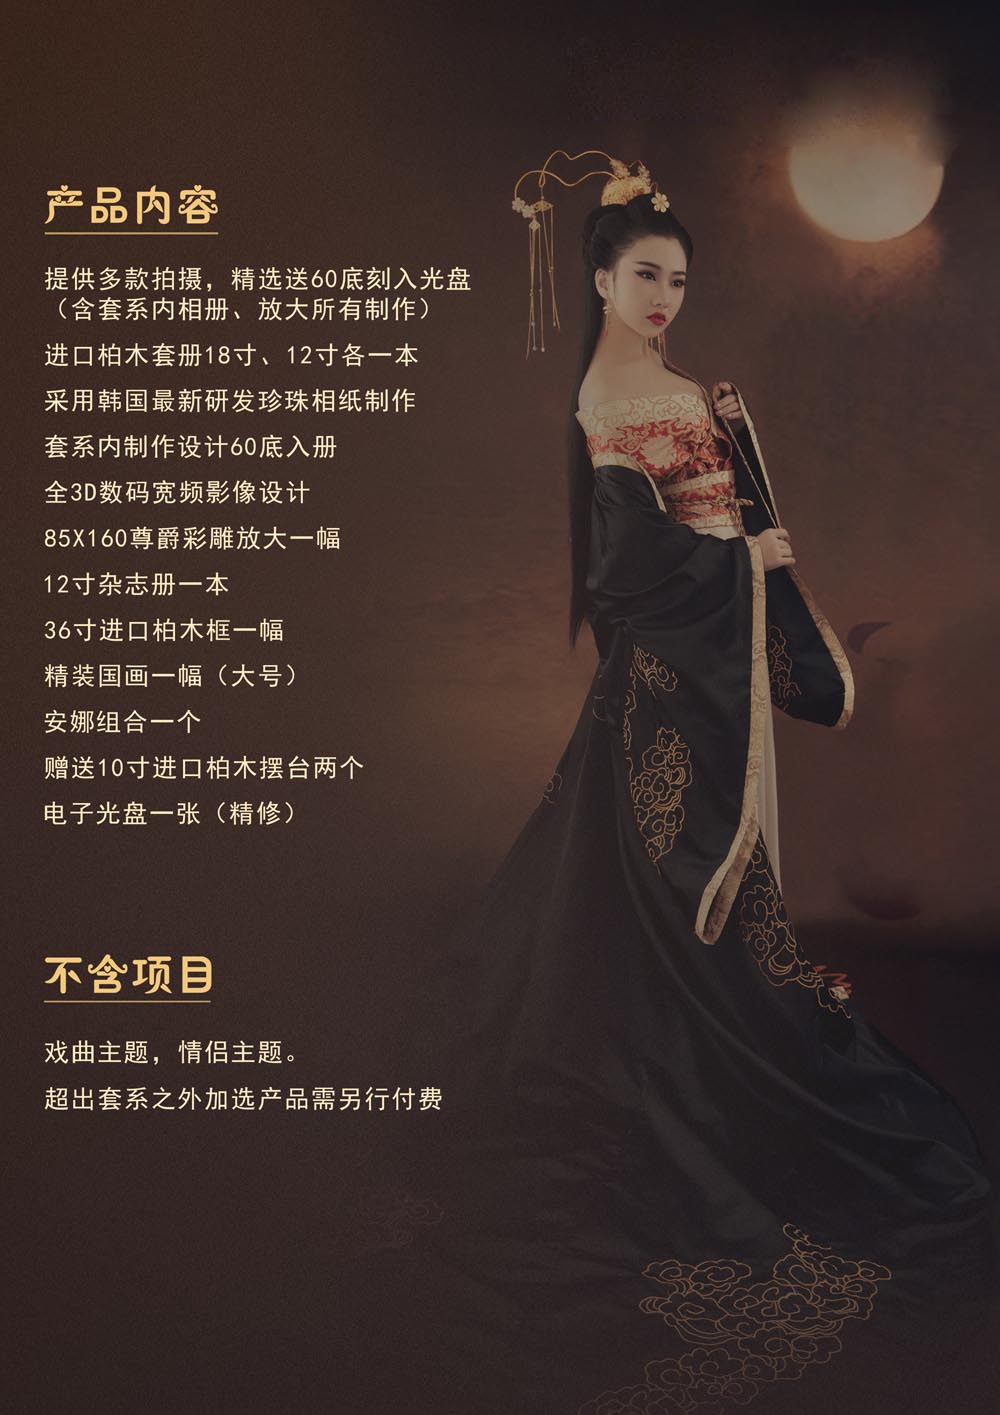 产品内容
提供多款拍摄，精选送60底刻入光盘
（含套系内相册、放大所有制作）
进口柏木套册18寸、12寸各一本
采用韩国最新研发珍珠相纸制作
套系内制作设计60底入册
全3D数码宽频影像设计
85X160尊爵彩雕放大一幅
12寸杂志册一本
36寸进口柏木框一幅
精装国画一幅（大号）
安娜组合一个
赠送10寸进口柏木摆台两个
电子光盘一张（精修）
不含项目
戏曲主题，情侣主题。
超出套系之外加选产品需另行付费